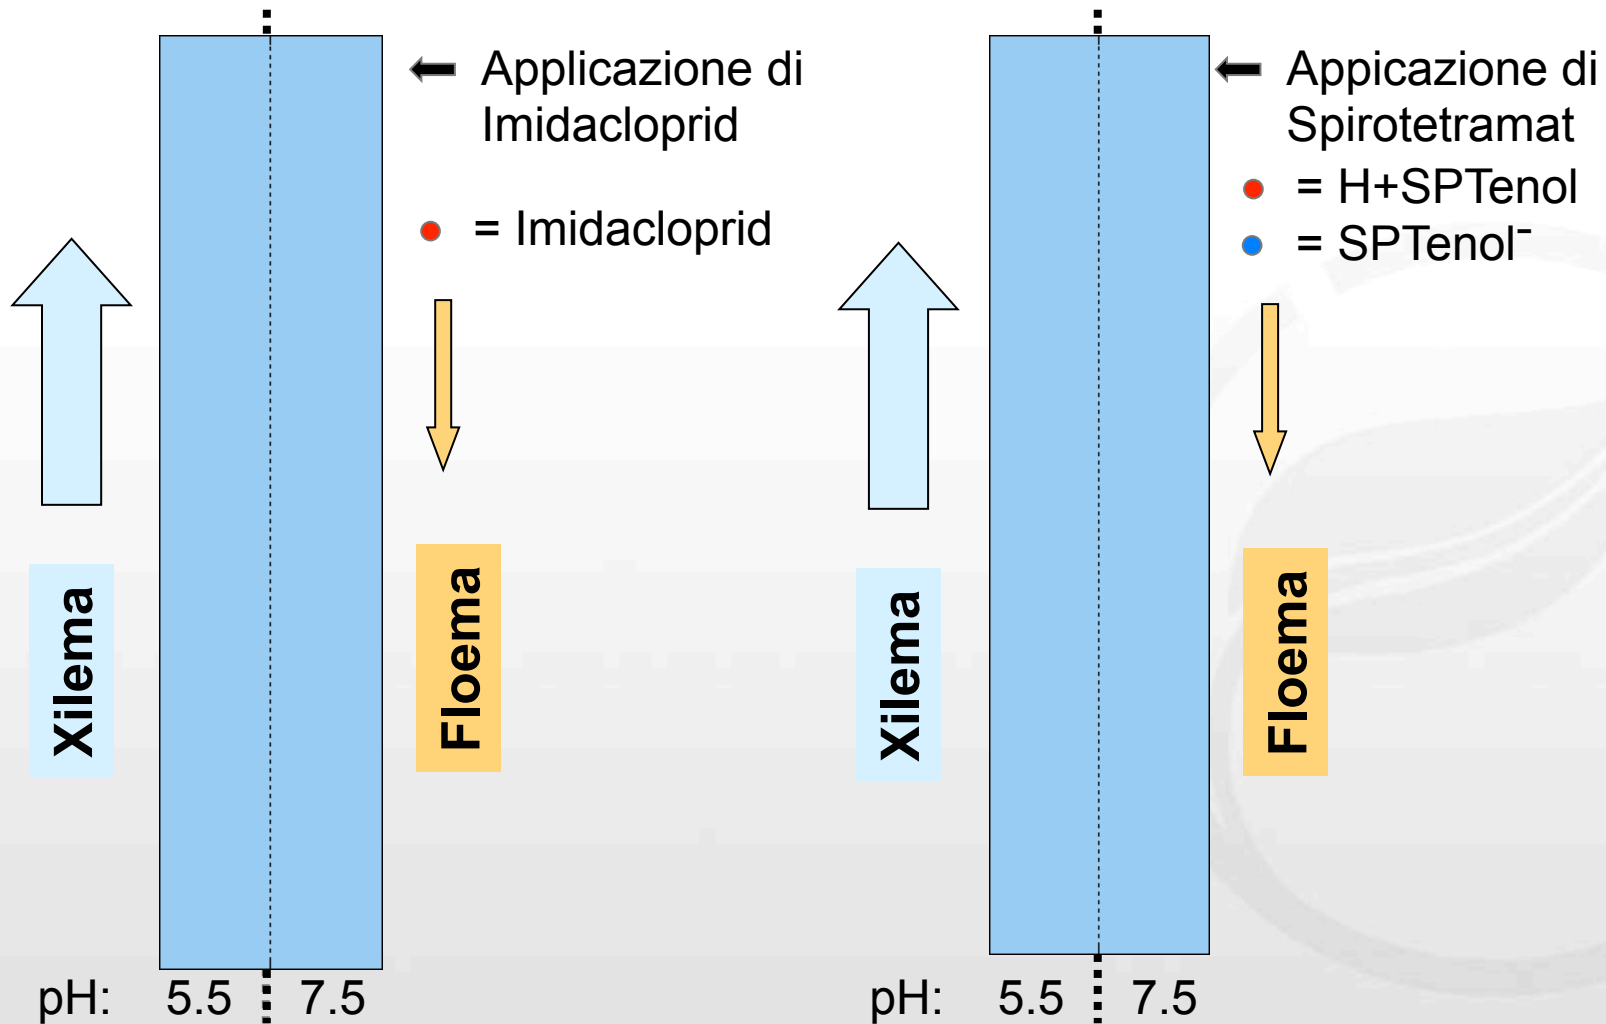 Applicazione di
Imidacloprid
= Imidacloprid
Xilema
Floema
pH: 5.5 7.5
Appicazione di
Spirotetramat
= H+SPTenol
= SPTenol⁻
Xilema
Floema
pH: 5.5 7.5